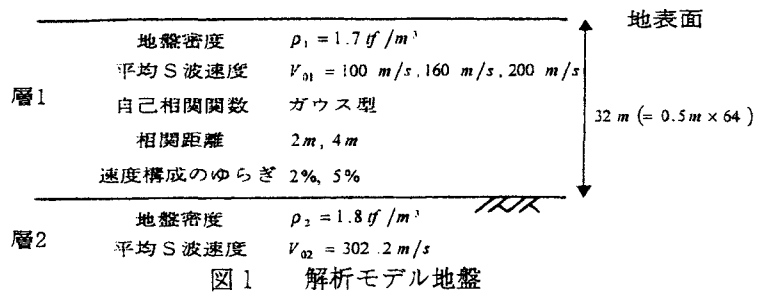 地表面
地盤密度 ρ₁ = 1.7 tf /m³
平均S波速度 V₀₁ = 100 m/s , 160 m/s , 200 m/s
層1
自己相関関数 ガウス型
32 m (= 0.5m × 64)
相関距離 2m, 4m
速度構成のゆらぎ 2%, 5%
地盤密度 ρ₂ = 1.8 tf /m³
層2
平均S波速度 V₀₂ = 302.2 m/s
図1 解析モデル地盤